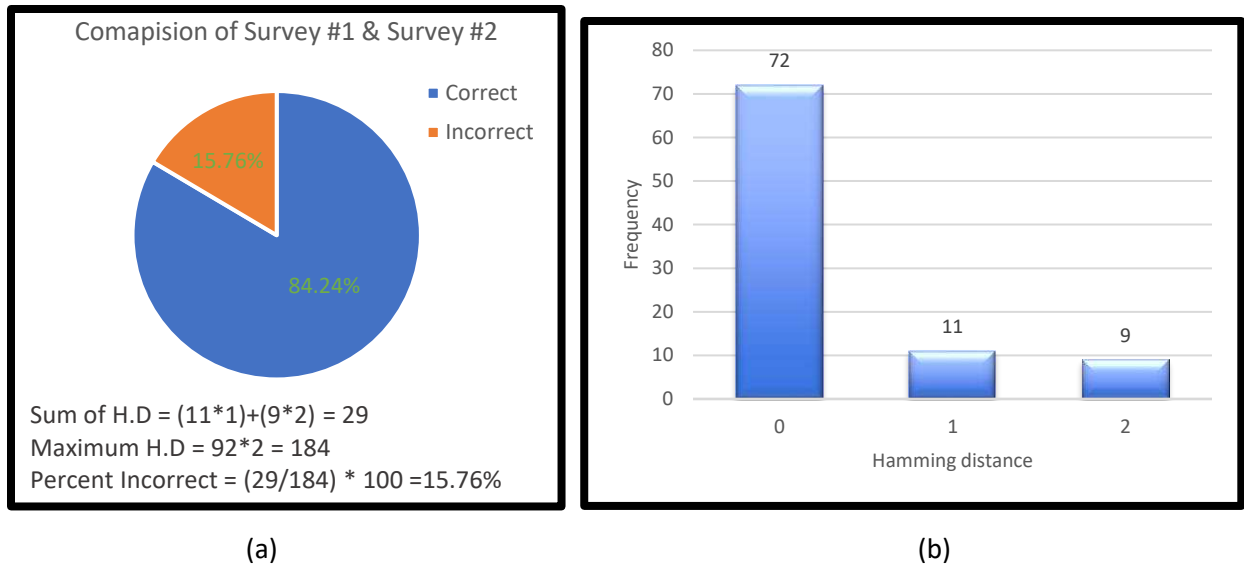 Comapision of Survey #1 & Survey #2
Correct
Incorrect
15.76%
84.24%
Sum of H.D = (11*1)+(9*2) = 29
Maximum H.D = 92*2 = 184
Percent Incorrect = (29/184) * 100 =15.76%
(a)
80
70
60
50
40
30
20
10
0
Frequency
72
11
9
0
1
2
Hamming distance
(b)